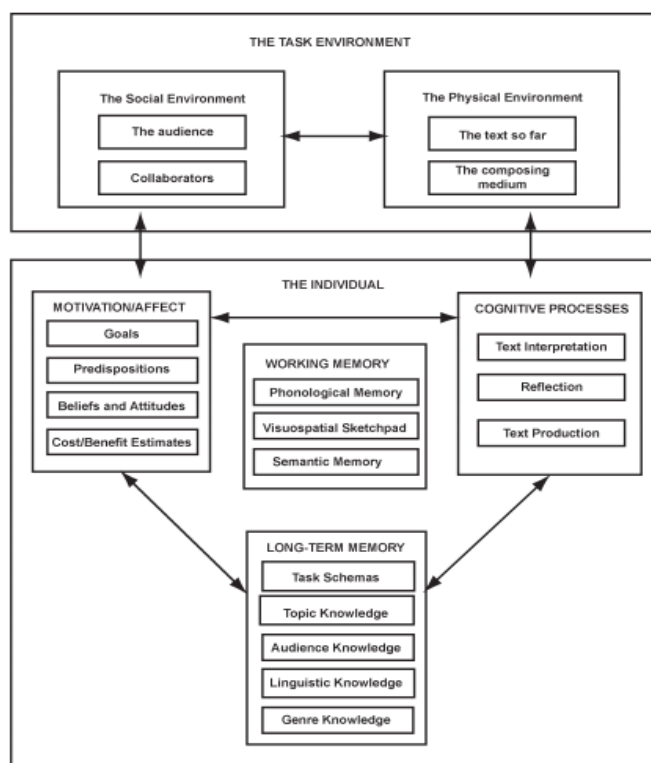 THE TASK ENVIRONMENT
The Social Environment
The audience
Collaborators
The Physical Environment
The text so far
The composing
medium
THE INDIVIDUAL
MOTIVATION/AFFECT
Goals
Predispositions
Beliefs and Attitudes
Cost/Benefit Estimates
WORKING MEMORY
Phonological Memory
Visuospatial Sketchpad
Semantic Memory
COGNITIVE PROCESSES
Text Interpretation
Reflection
Text Production
LONG-TERM MEMORY
Task Schemas
Topic Knowledge
Audience Knowledge
Linguistic Knowledge
Genre Knowledge